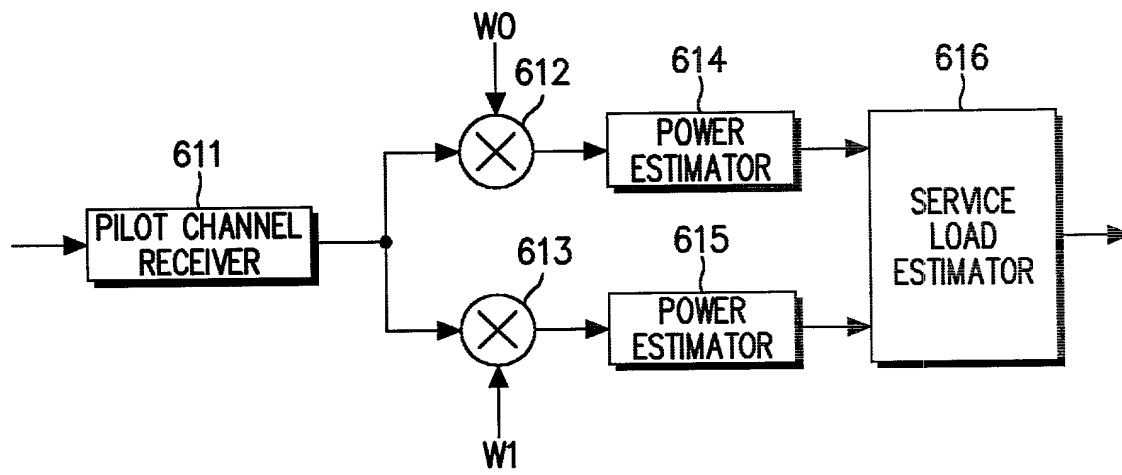 W0
612
614
616
POWER
ESTIMATOR
611
PILOT CHANNEL
RECEIVER
SERVICE
LOAD
ESTIMATOR
613
615
POWER
ESTIMATOR
W1